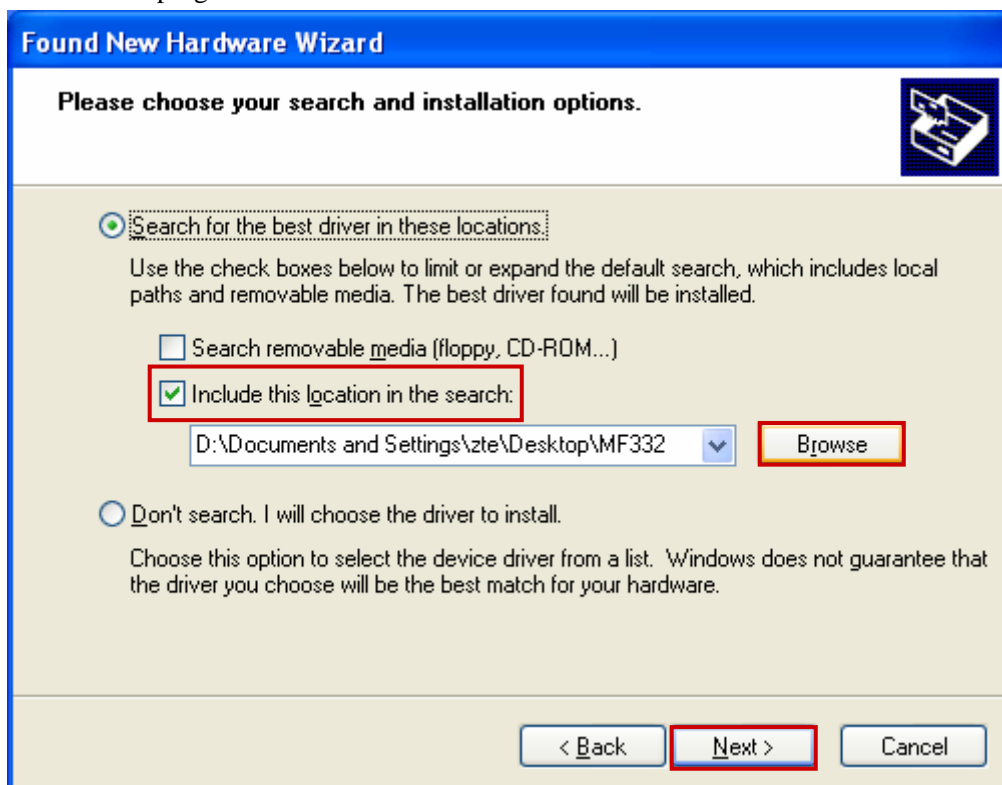 Found New Hardware Wizard
Please choose your search and installation options.
Search for the best driver in these locations.
Use the check boxes below to limit or expand the default search, which includes local
paths and removable media. The best driver found will be installed.
Search removable media (floppy, CD-ROM...)
Include this location in the search:
D:\Documents and Settings\zte\Desktop\MF332
Browse
Don't search. I will choose the driver to install.
Choose this option to select the device driver from a list. Windows does not guarantee that
the driver you choose will be the best match for your hardware.
< Back Next > Cancel